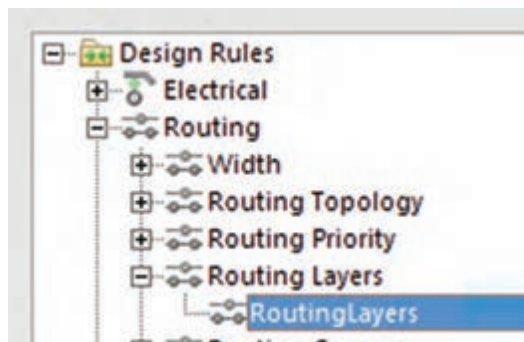 Design Rules
Electrical
Routing
Width
Routing Topology
Routing Priority
Routing Layers
RoutingLayers